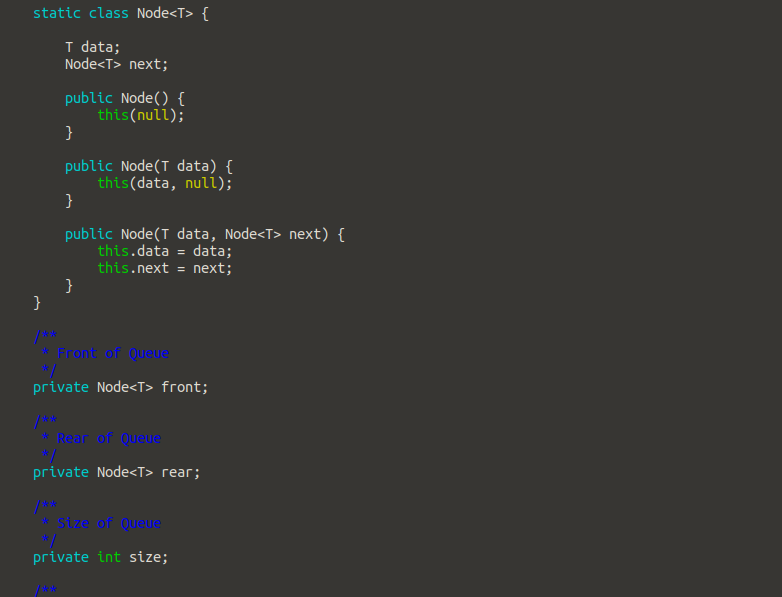 static class Node<T> {
T data;
Node<T> next;
public Node() {
this(null);
}
public Node(T data) {
this(data, null);
}
public Node(T data, Node<T> next) {
this.data = data;
this.next = next;
}
}
/**
* Front of Queue
*/
private Node<T> front;
/**
* Rear of Queue
*/
private Node<T> rear;
/**
* Size of Queue
*/
private int size;
/**